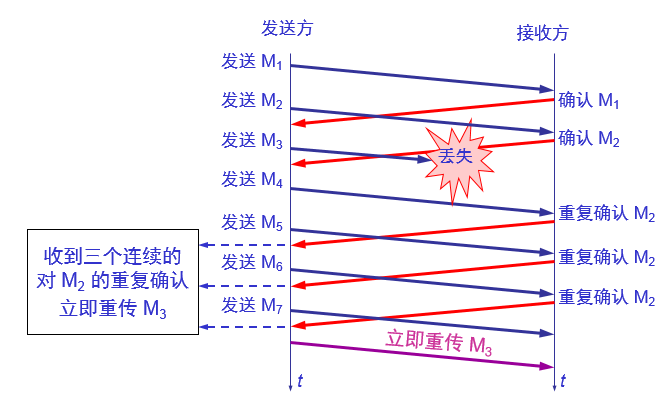 发送方
接收方
发送 M1
确认 M1
发送 M2
确认 M2
发送 M3
丢失
发送 M4
重复确认 M2
发送 M5
重复确认 M2
发送 M6
重复确认 M2
发送 M7
收到三个连续的
对 M2 的重复确认
立即重传 M3
立即重传 M3
t
t